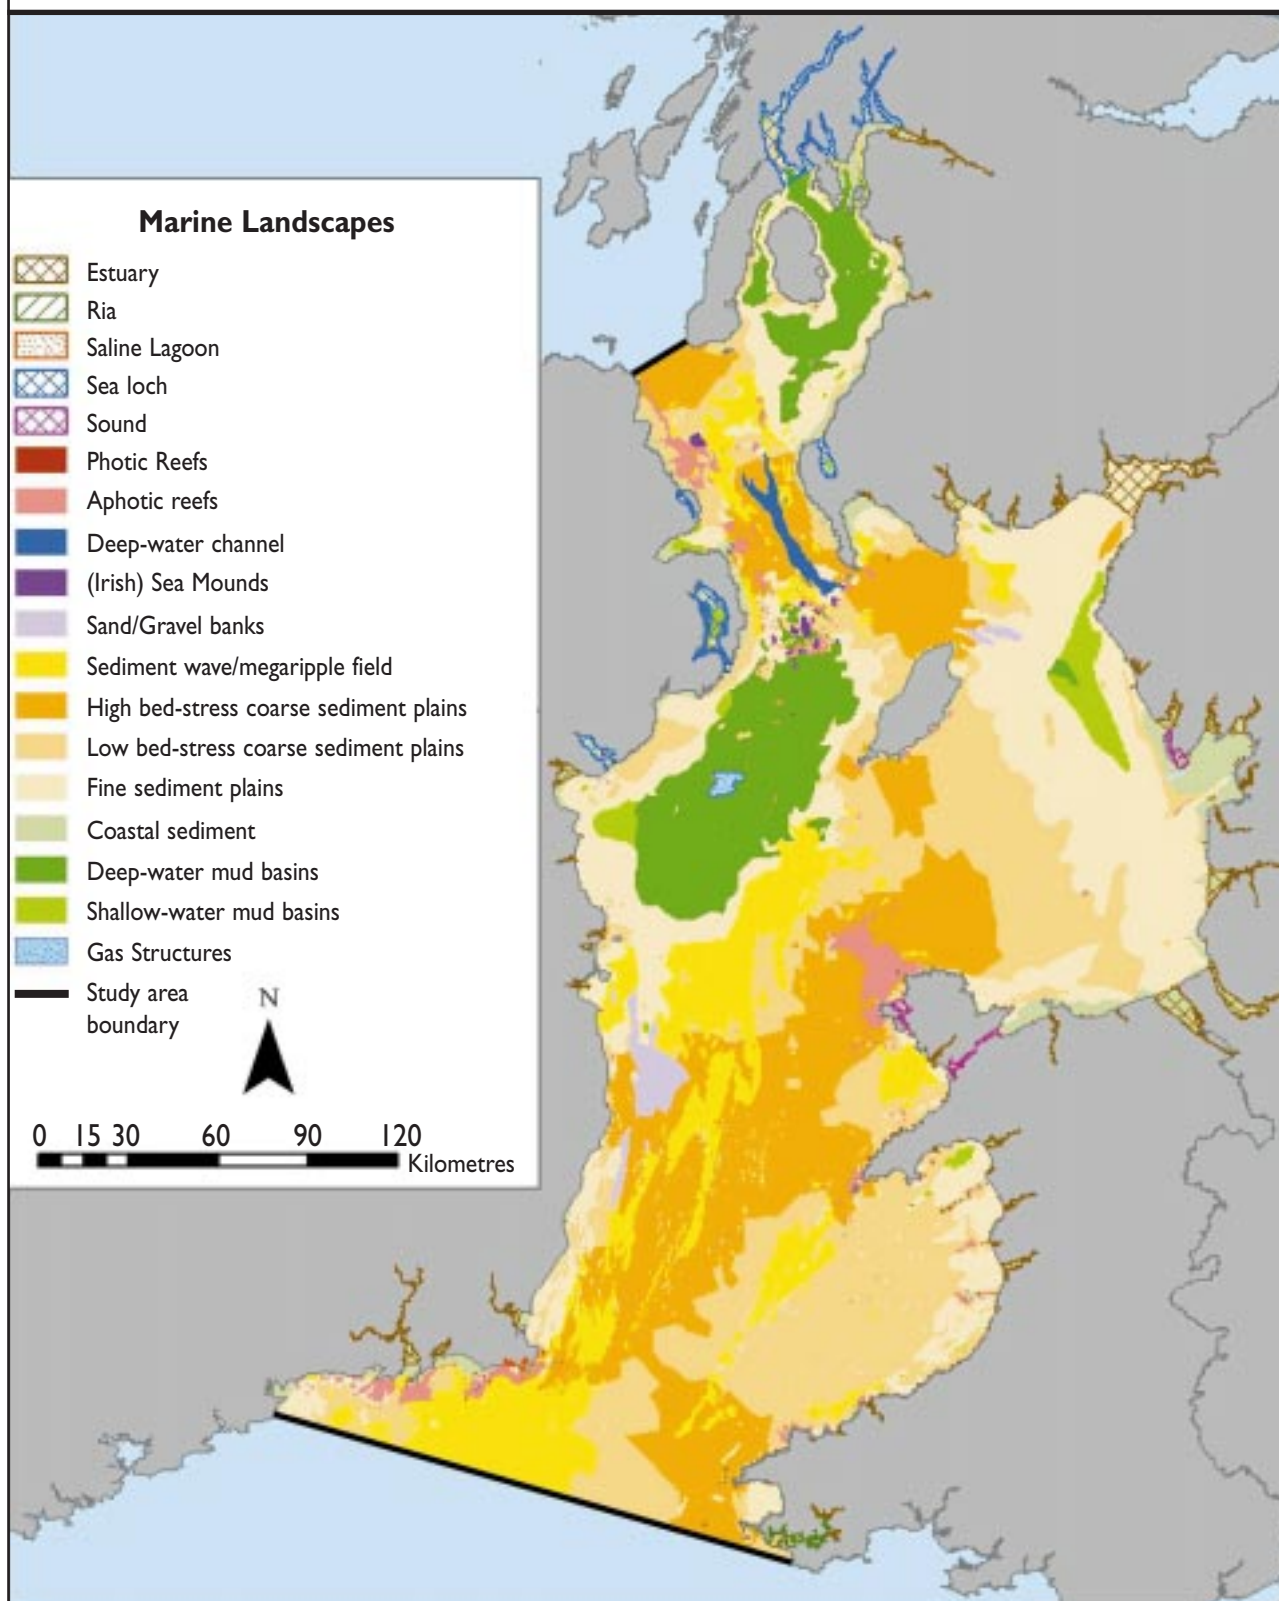 Marine Landscapes
Estuary
Ria
Saline Lagoon
Sea loch
Sound
Photic Reefs
Aphotic reefs
Deep-water channel
(Irish) Sea Mounds
Sand/Gravel banks
Sediment wave/megaripple field
High bed-stress coarse sediment plains
Low bed-stress coarse sediment plains
Fine sediment plains
Coastal sediment
Deep-water mud basins
Shallow-water mud basins
Gas Structures
Study area
boundary
N
0 15 30 60 90 120
Kilometres